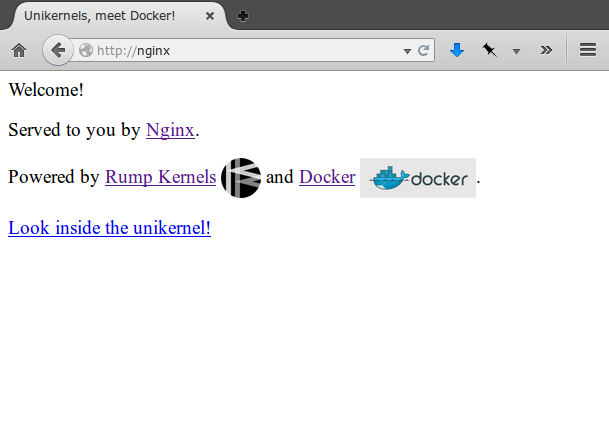 Unikernels, meet Docker!
http://nginx
Welcome!
Served to you by Nginx.
Powered by Rump Kernels and Docker docker.
Look inside the unikernel!